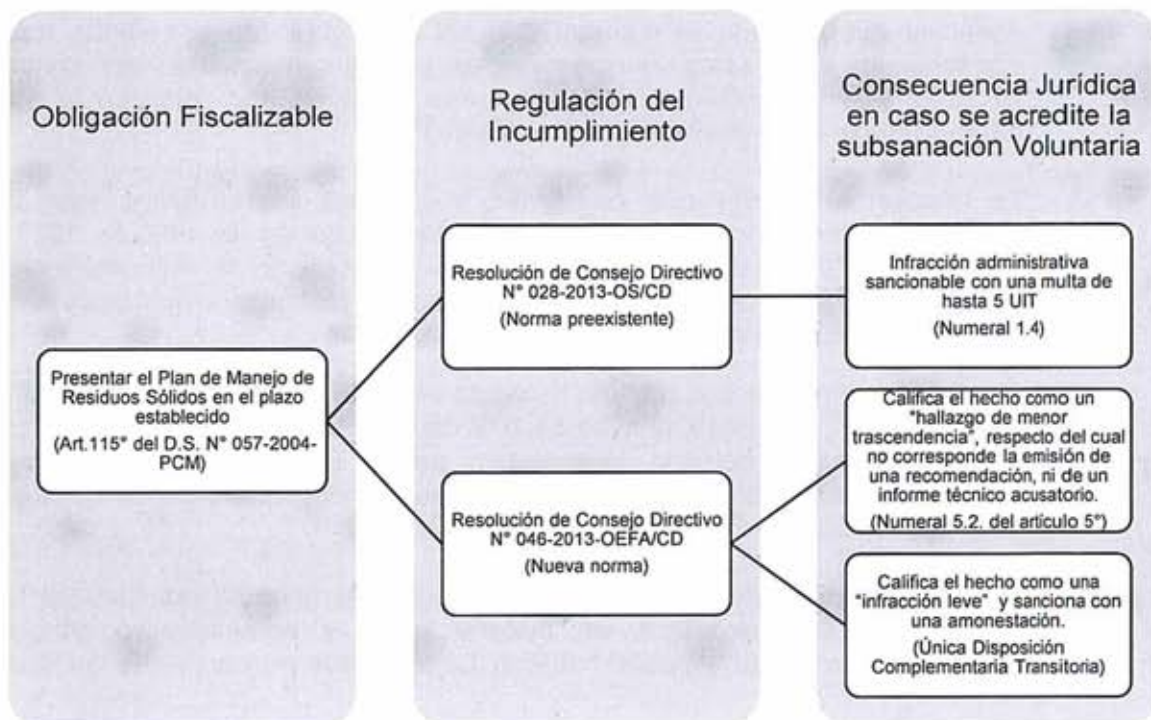 Obligación Fiscalizable
Regulación del
Incumplimiento
Consecuencia Jurídica
en caso se acredite la
subsanación Voluntaria
Presentar el Plan de Manejo de
Residuos Sólidos en el plazo
establecido
(Art.115° del D.S. N° 057-2004-
PCM)
Resolución de Consejo Directivo
N° 028-2013-OS/CD
(Norma preexistente)
Resolución de Consejo Directivo
N° 046-2013-OEFA/CD
(Nueva norma)
Infracción administrativa
sancionable con una multa de
hasta 5 UIT
(Numeral 1.4)
Califica el hecho como un
"hallazgo de menor
trascendencia", respecto del cual
no corresponde la emisión de
una recomendación, ni de un
informe técnico acusatorio.
(Numeral 5.2. del artículo 5°)
Califica el hecho como una
"infracción leve" y sanciona con
una amonestación.
(Única Disposición
Complementaria Transitoria)